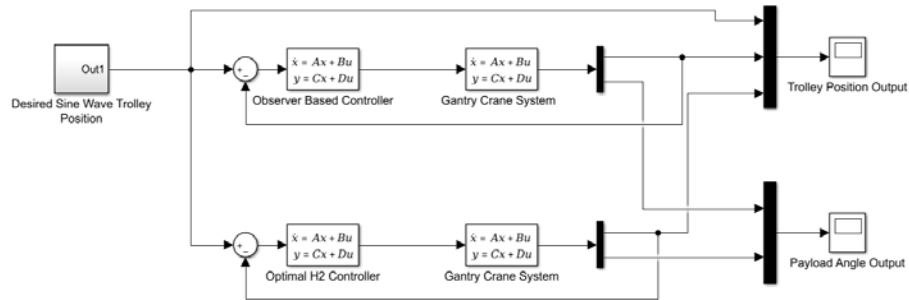 Out1
Desired Sine Wave Trolley
Position
+
−
ẋ = Ax + Bu
y = Cx + Du
Observer Based Controller
ẋ = Ax + Bu
y = Cx + Du
Gantry Crane System
Trolley Position Output
+
−
ẋ = Ax + Bu
y = Cx + Du
Optimal H2 Controller
ẋ = Ax + Bu
y = Cx + Du
Gantry Crane System
Payload Angle Output